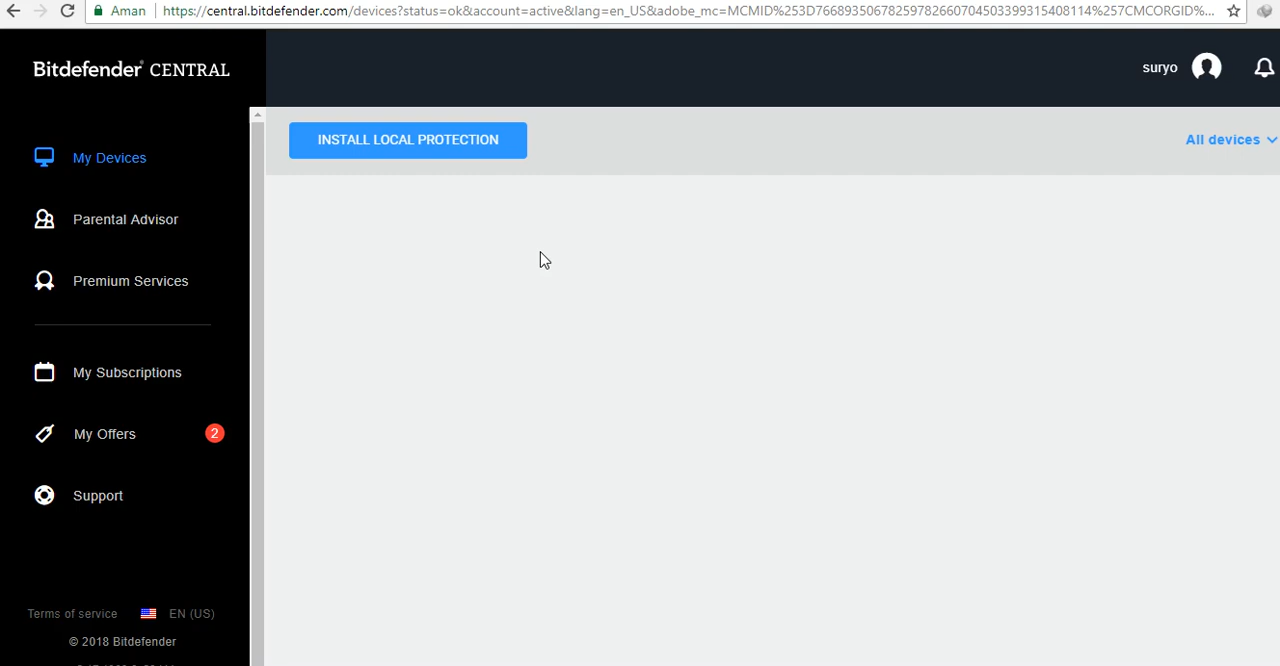 Aman
https://central.bitdefender.com/devices?status=ok&account=active&lang=en_US&adobe_mc=MCMID%253D76689350678259782660704503399315408114%257CMCORGID%...
Bitdefender CENTRAL
suryo
My Devices
INSTALL LOCAL PROTECTION
All devices
Parental Advisor
Premium Services
My Subscriptions
My Offers
2
Support
Terms of service
EN (US)
© 2018 Bitdefender